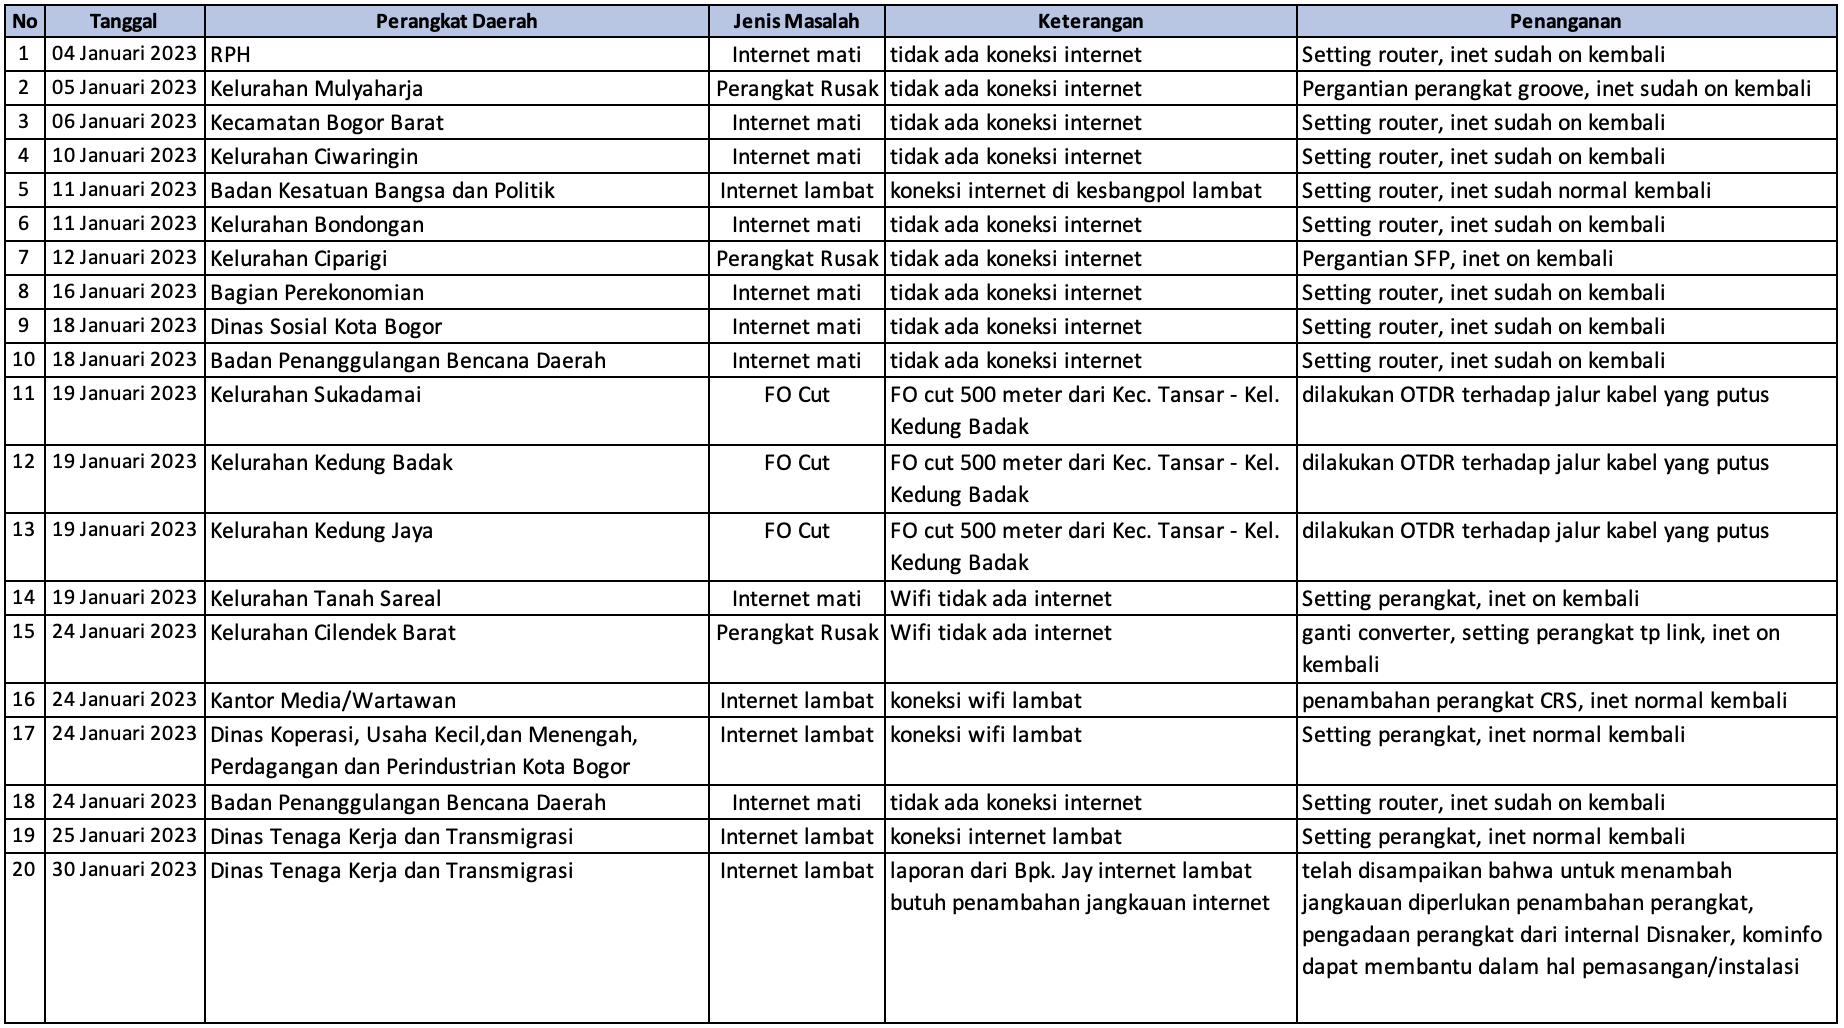 No Tanggal Perangkat Daerah Jenis Masalah Keterangan Penanganan
1 04 Januari 2023 RPH Internet mati tidak ada koneksi internet Setting router, inet sudah on kembali
2 05 Januari 2023 Kelurahan Mulyaharja Perangkat Rusak tidak ada koneksi internet Pergantian perangkat groove, inet sudah on kembali
3 06 Januari 2023 Kecamatan Bogor Barat Internet mati tidak ada koneksi internet Setting router, inet sudah on kembali
4 10 Januari 2023 Kelurahan Ciwaringin Internet mati tidak ada koneksi internet Setting router, inet sudah on kembali
5 11 Januari 2023 Badan Kesatuan Bangsa dan Politik Internet lambat koneksi internet di kesbangpol lambat Setting router, inet sudah normal kembali
6 11 Januari 2023 Kelurahan Bondongan Internet mati tidak ada koneksi internet Setting router, inet sudah on kembali
7 12 Januari 2023 Kelurahan Ciparigi Perangkat Rusak tidak ada koneksi internet Pergantian SFP, inet on kembali
8 16 Januari 2023 Bagian Perekonomian Internet mati tidak ada koneksi internet Setting router, inet sudah on kembali
9 18 Januari 2023 Dinas Sosial Kota Bogor Internet mati tidak ada koneksi internet Setting router, inet sudah on kembali
10 18 Januari 2023 Badan Penanggulangan Bencana Daerah Internet mati tidak ada koneksi internet Setting router, inet sudah on kembali
11 19 Januari 2023 Kelurahan Sukadamai FO Cut FO cut 500 meter dari Kec. Tansar - Kel. dilakukan OTDR terhadap jalur kabel yang putus
Kedung Badak
12 19 Januari 2023 Kelurahan Kedung Badak FO Cut FO cut 500 meter dari Kec. Tansar - Kel. dilakukan OTDR terhadap jalur kabel yang putus
Kedung Badak
13 19 Januari 2023 Kelurahan Kedung Jaya FO Cut FO cut 500 meter dari Kec. Tansar - Kel. dilakukan OTDR terhadap jalur kabel yang putus
Kedung Badak
14 19 Januari 2023 Kelurahan Tanah Sareal Internet mati Wifi tidak ada internet Setting perangkat, inet on kembali
15 24 Januari 2023 Kelurahan Cilendek Barat Perangkat Rusak Wifi tidak ada internet ganti converter, setting perangkat tp link, inet on
kembali
16 24 Januari 2023 Kantor Media/Wartawan Internet lambat koneksi wifi lambat penambahan perangkat CRS, inet normal kembali
17 24 Januari 2023 Dinas Koperasi, Usaha Kecil,dan Menengah, Internet lambat koneksi wifi lambat Setting perangkat, inet normal kembali
Perdagangan dan Perindustrian Kota Bogor
18 24 Januari 2023 Badan Penanggulangan Bencana Daerah Internet mati tidak ada koneksi internet Setting router, inet sudah on kembali
19 25 Januari 2023 Dinas Tenaga Kerja dan Transmigrasi Internet lambat koneksi internet lambat Setting perangkat, inet normal kembali
20 30 Januari 2023 Dinas Tenaga Kerja dan Transmigrasi Internet lambat laporan dari Bpk. Jay internet lambat telah disampaikan bahwa untuk menambah
butuh penambahan jangkauan internet jangkauan diperlukan penambahan perangkat,
pengadaan perangkat dari internal Disnaker, kominfo
dapat membantu dalam hal pemasangan/instalasi